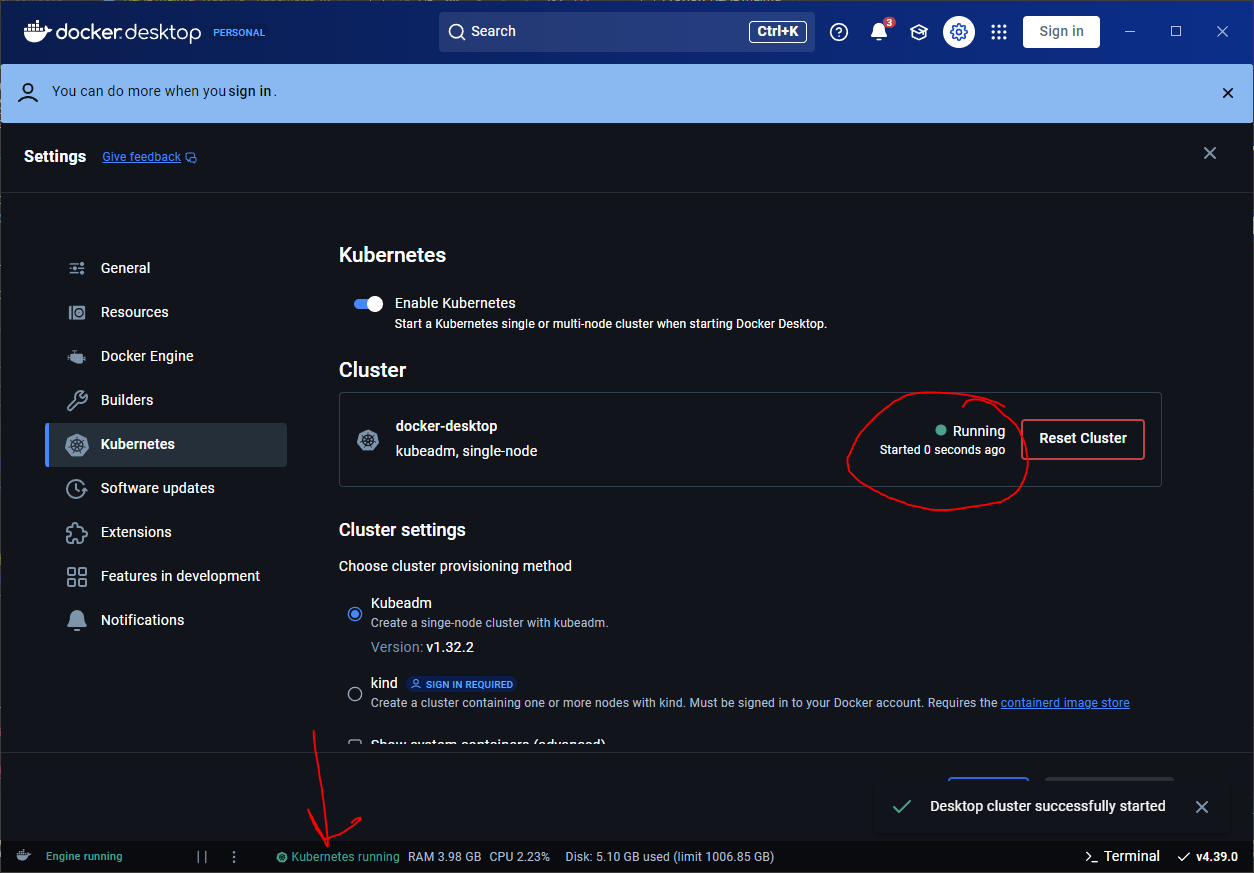 docker desktop PERSONAL Search Ctrl+K 3 Sign in
You can do more when you sign in.
Settings Give feedback
General
Resources
Docker Engine
Builders
Kubernetes
Software updates
Extensions
Features in development
Notifications
Kubernetes
Enable Kubernetes
Start a Kubernetes single or multi-node cluster when starting Docker Desktop.
Cluster
docker-desktop
kubeadm, single-node
Running
Started 0 seconds ago
Reset Cluster
Cluster settings
Choose cluster provisioning method
Kubeadm
Create a singe-node cluster with kubeadm.
Version: v1.32.2
kind SIGN IN REQUIRED
Create a cluster containing one or more nodes with kind. Must be signed in to your Docker account. Requires the containerd image store
Show system containers (advanced)
Desktop cluster successfully started
Engine running Kubernetes running RAM 3.98 GB CPU 2.23% Disk: 5.10 GB used (limit 1006.85 GB) >_ Terminal v4.39.0